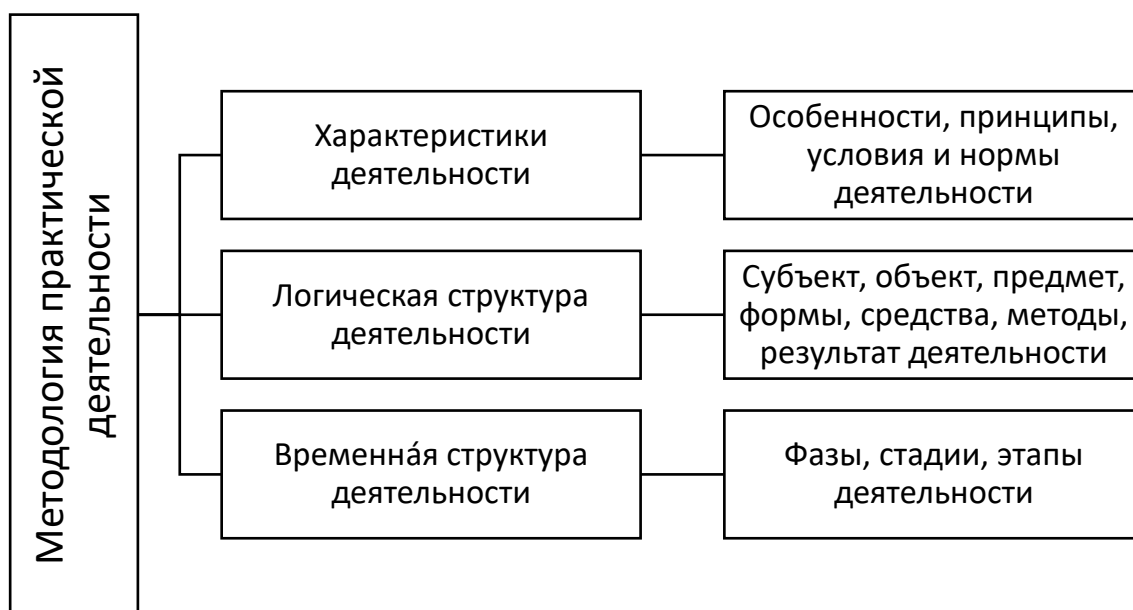 Методология практической
деятельности
Характеристики
деятельности
Особенности, принципы,
условия и нормы
деятельности
Логическая структура
деятельности
Субъект, объект, предмет,
формы, средства, методы,
результат деятельности
Временна́я структура
деятельности
Фазы, стадии, этапы
деятельности